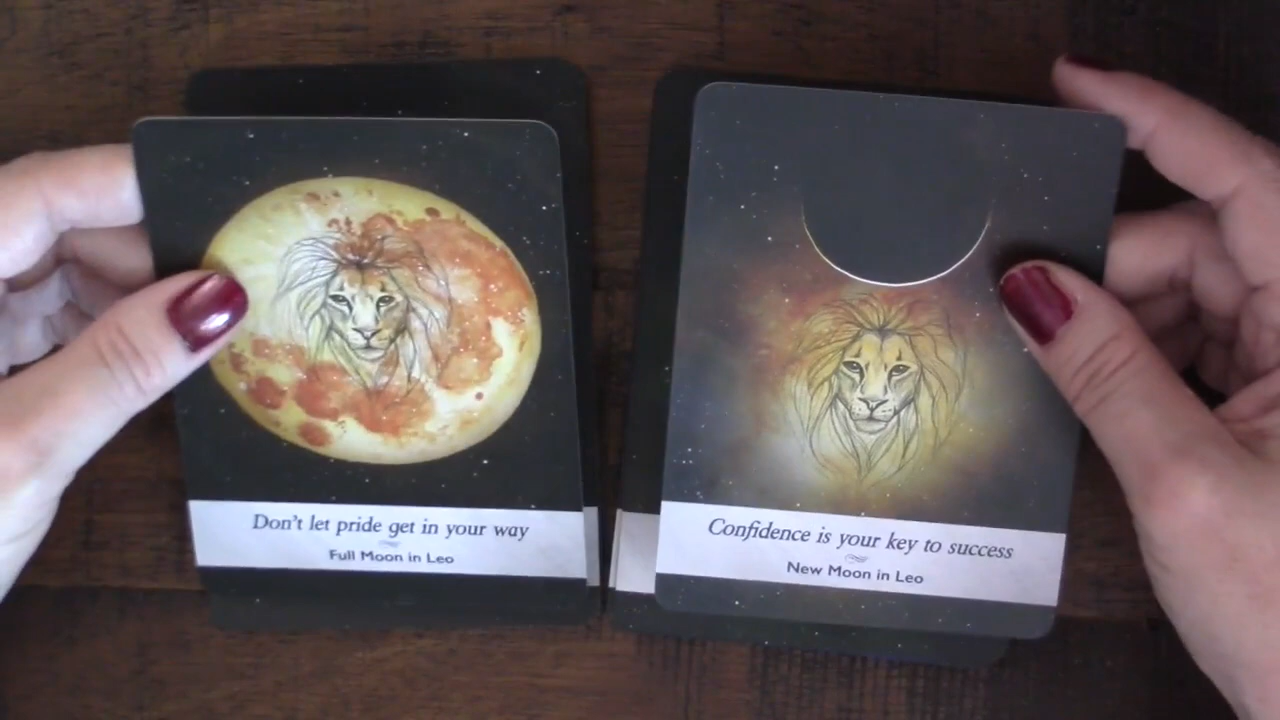 Don't let pride get in your way
Full Moon in Leo
Confidence is your key to success
New Moon in Leo